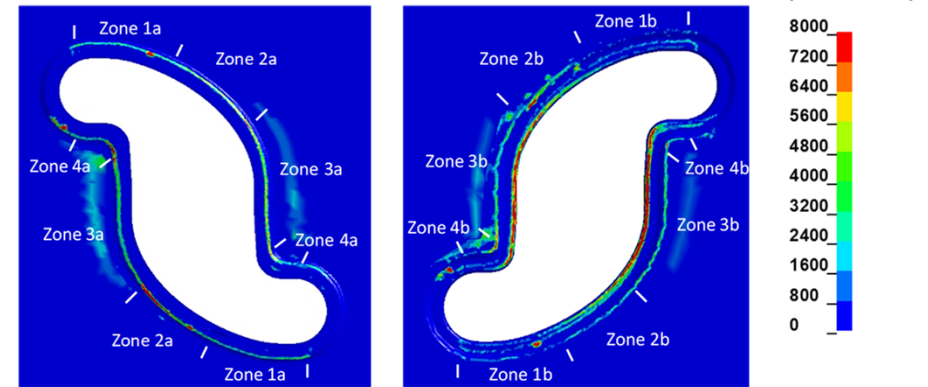 Zone 1a
Zone 2a
Zone 3a
Zone 4a
Zone 4a
Zone 3a
Zone 2a
Zone 1a
Zone 1b
Zone 2b
Zone 3b
Zone 4b
Zone 4b
Zone 3b
Zone 2b
Zone 1b
8000
7200
6400
5600
4800
4000
3200
2400
1600
800
0